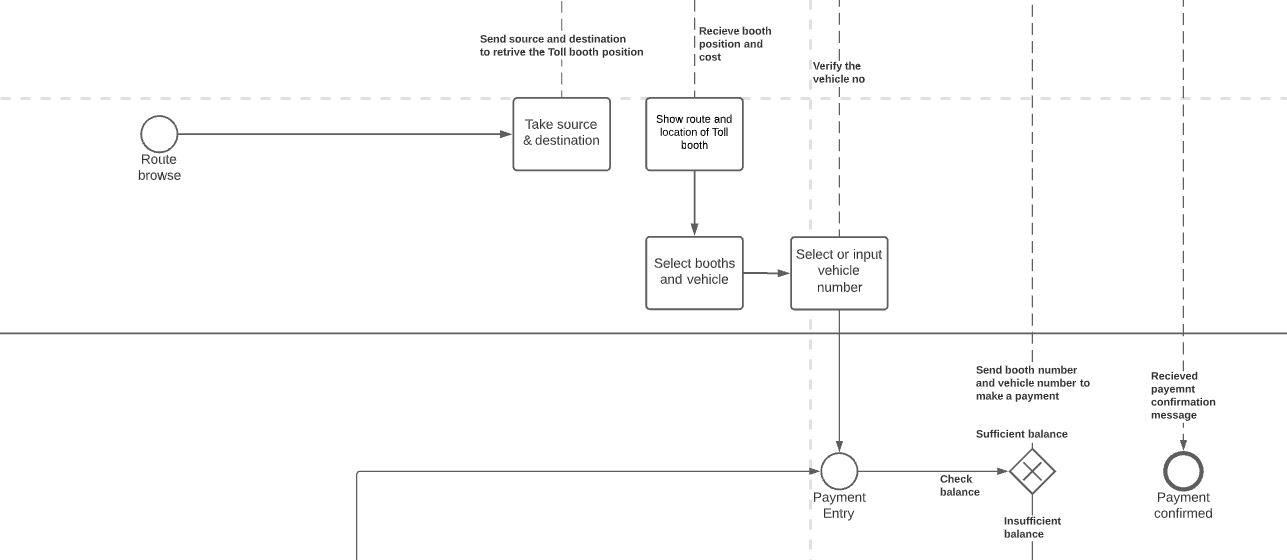 Send source and destination
to retrive the Toll booth position
Recieve booth
position and
cost
Verify the
vehicle no
Take source
& destination
Show route and
location of Toll
booth
Route
browse
Select booths
and vehicle
Select or input
vehicle
number
Send booth number
and vehicle number to
make a payment
Recieved
payemnt
confirmation
message
Sufficient balance
Check
balance
Payment
Entry
Payment
confirmed
Insufficient
balance